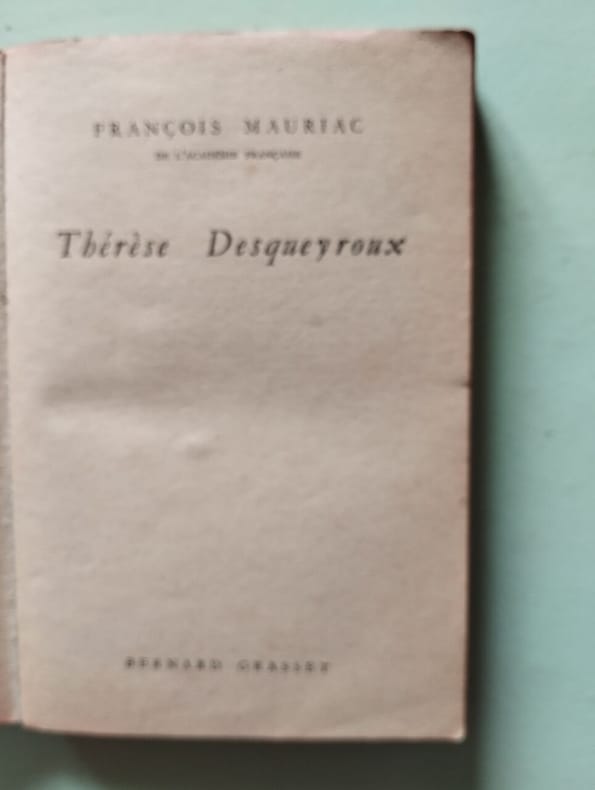 FRANÇOIS MAURIAC
DE L'ACADÉMIE FRANÇAISE
Thérèse Desqueyroux
BERNARD GRASSET